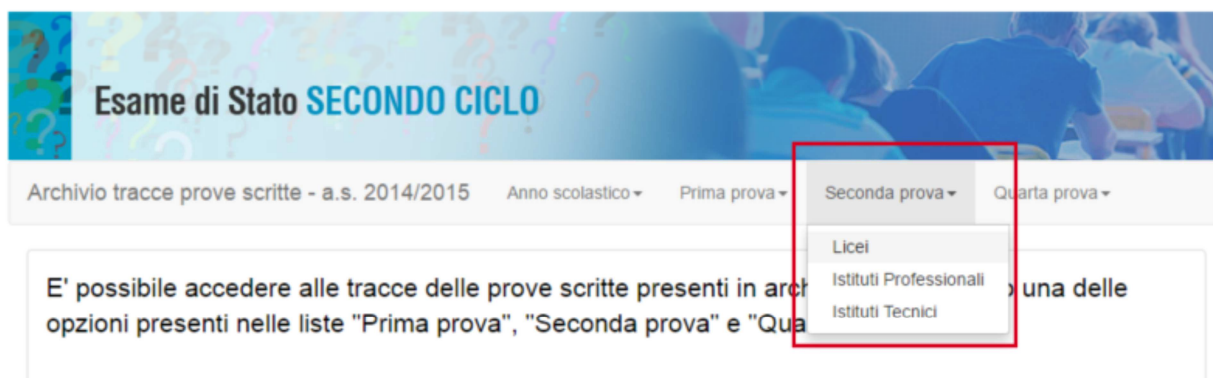 Esame di Stato SECONDO CICLO
Archivio tracce prove scritte - a.s. 2014/2015 Anno scolastico Prima prova Seconda prova Quarta prova
Licei
Istituti Professionali
Istituti Tecnici
E' possibile accedere alle tracce delle prove scritte presenti in arch una delle
opzioni presenti nelle liste "Prima prova", "Seconda prova" e "Qua